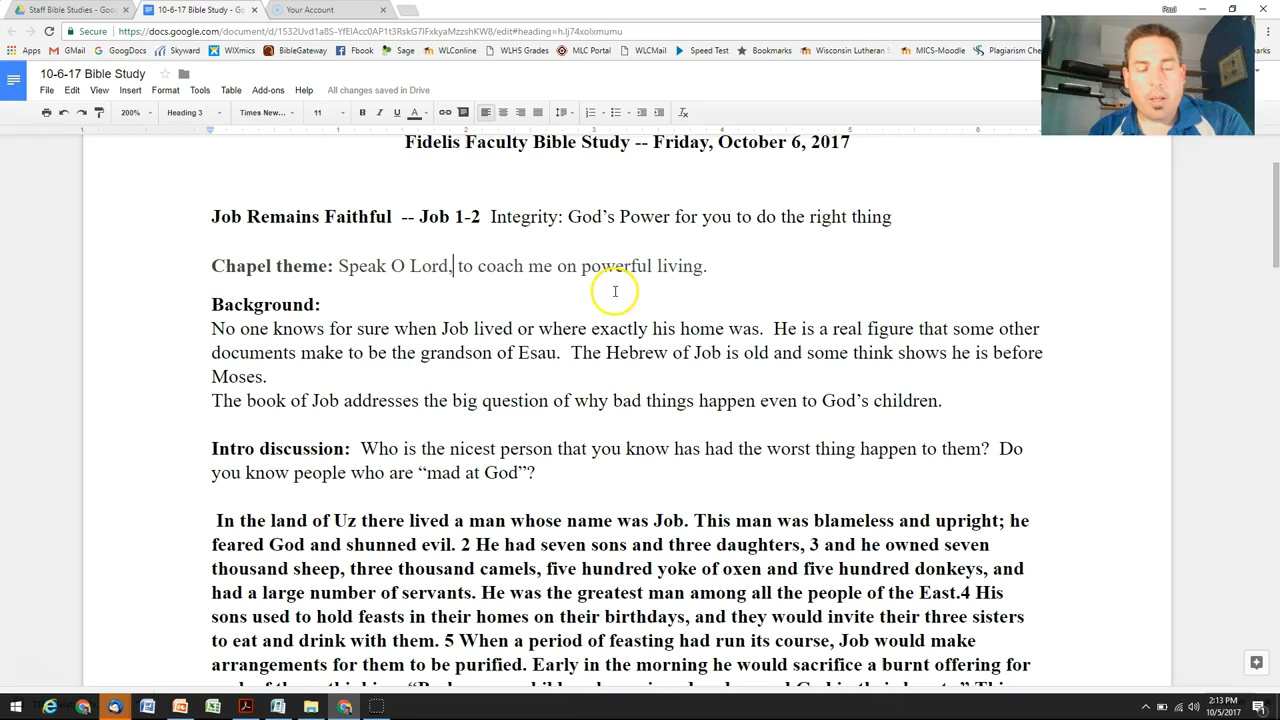 Staff Bible Studies - Goo
10-6-17 Bible Study - Go
Your Account
Paul
Secure
https://docs.google.com/document/d/1532Uvd1a8S-YfEIAcC0AP1t3RsKG7IFxkyaMzzshKW8/edit#heading=h.lj74xolxmumu
Apps
GMail
GoogleDocs
Skyward
WIXmics
BibleGateway
Fbook
Sage
WLConline
WLHS Grades
MLC Portal
WLCMail
Speed Test
Bookmarks
Wisconsin Lutheran
MICS-Moodle
Plagiarism Che
10-6-17 Bible Study
File Edit View Insert Format Tools Table Add-ons Help All changes saved in Drive
200% Heading 3 Times New... 11 B I U A
1 1 2 3 4 5 6
Fidelis Faculty Bible Study -- Friday, October 6, 2017
Job Remains Faithful -- Job 1-2 Integrity: God's Power for you to do the right thing
Chapel theme: Speak O Lord, to coach me on powerful living.
Background:
No one knows for sure when Job lived or where exactly his home was. He is a real figure that some other
documents make to be the grandson of Esau. The Hebrew of Job is old and some think shows he is before
Moses.
The book of Job addresses the big question of why bad things happen even to God's children.
Intro discussion: Who is the nicest person that you know has had the worst thing happen to them? Do
you know people who are "mad at God"?
In the land of Uz there lived a man whose name was Job. This man was blameless and upright; he
feared God and shunned evil. 2 He had seven sons and three daughters, 3 and he owned seven
thousand sheep, three thousand camels, five hundred yoke of oxen and five hundred donkeys, and
had a large number of servants. He was the greatest man among all the people of the East.4 His
sons used to hold feasts in their homes on their birthdays, and they would invite their three sisters
to eat and drink with them. 5 When a period of feasting had run its course, Job would make
arrangements for them to be purified. Early in the morning he would sacrifice a burnt offering for
2:13 PM
10/5/2017